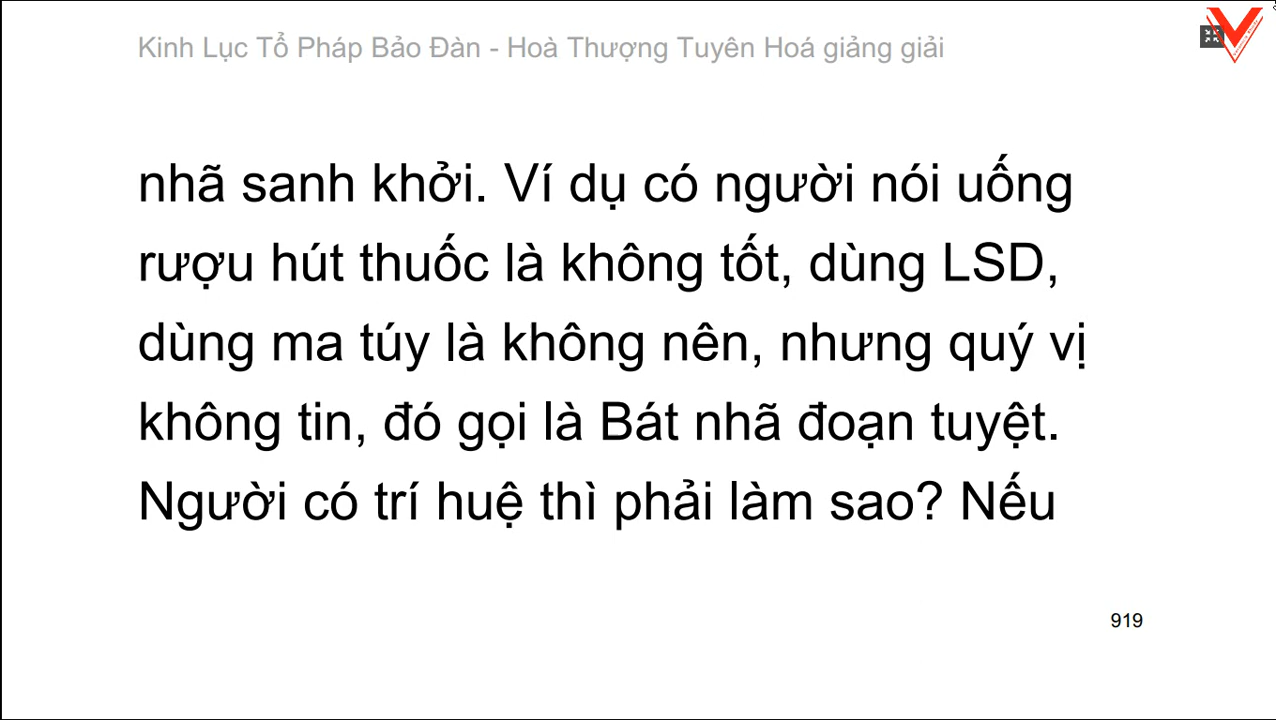 Kinh Lục Tổ Pháp Bảo Đàn - Hoà Thượng Tuyên Hoá giảng giải
nhã sanh khởi. Ví dụ có người nói uống
rượu hút thuốc là không tốt, dùng LSD,
dùng ma túy là không nên, nhưng quý vị
không tin, đó gọi là Bát nhã đoạn tuyệt.
Người có trí huệ thì phải làm sao? Nếu
919